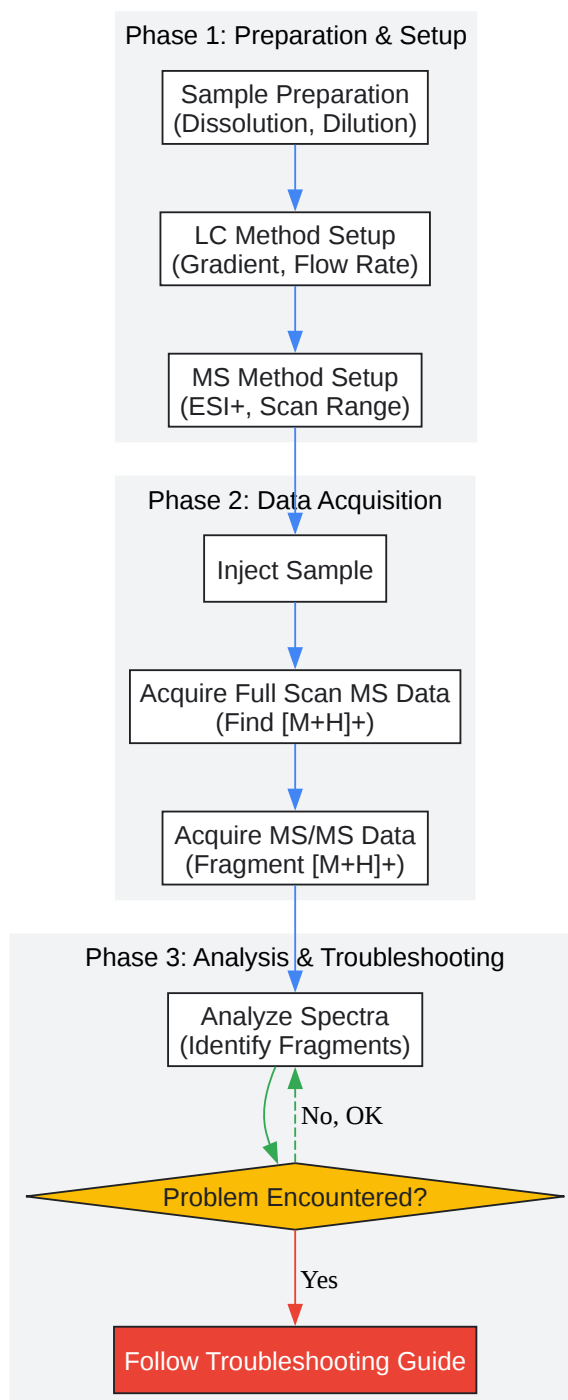 Phase 1: Preparation & Setup
Sample Preparation
(Dissolution, Dilution)
LC Method Setup
(Gradient, Flow Rate)
MS Method Setup
(ESI+, Scan Range)
Phase 2: Data Acquisition
Inject Sample
Acquire Full Scan MS Data
(Find [M+H]+)
Acquire MS/MS Data
(Fragment [M+H]+)
Phase 3: Analysis & Troubleshooting
Analyze Spectra
(Identify Fragments)
No, OK
Problem Encountered?
Yes
Follow Troubleshooting Guide